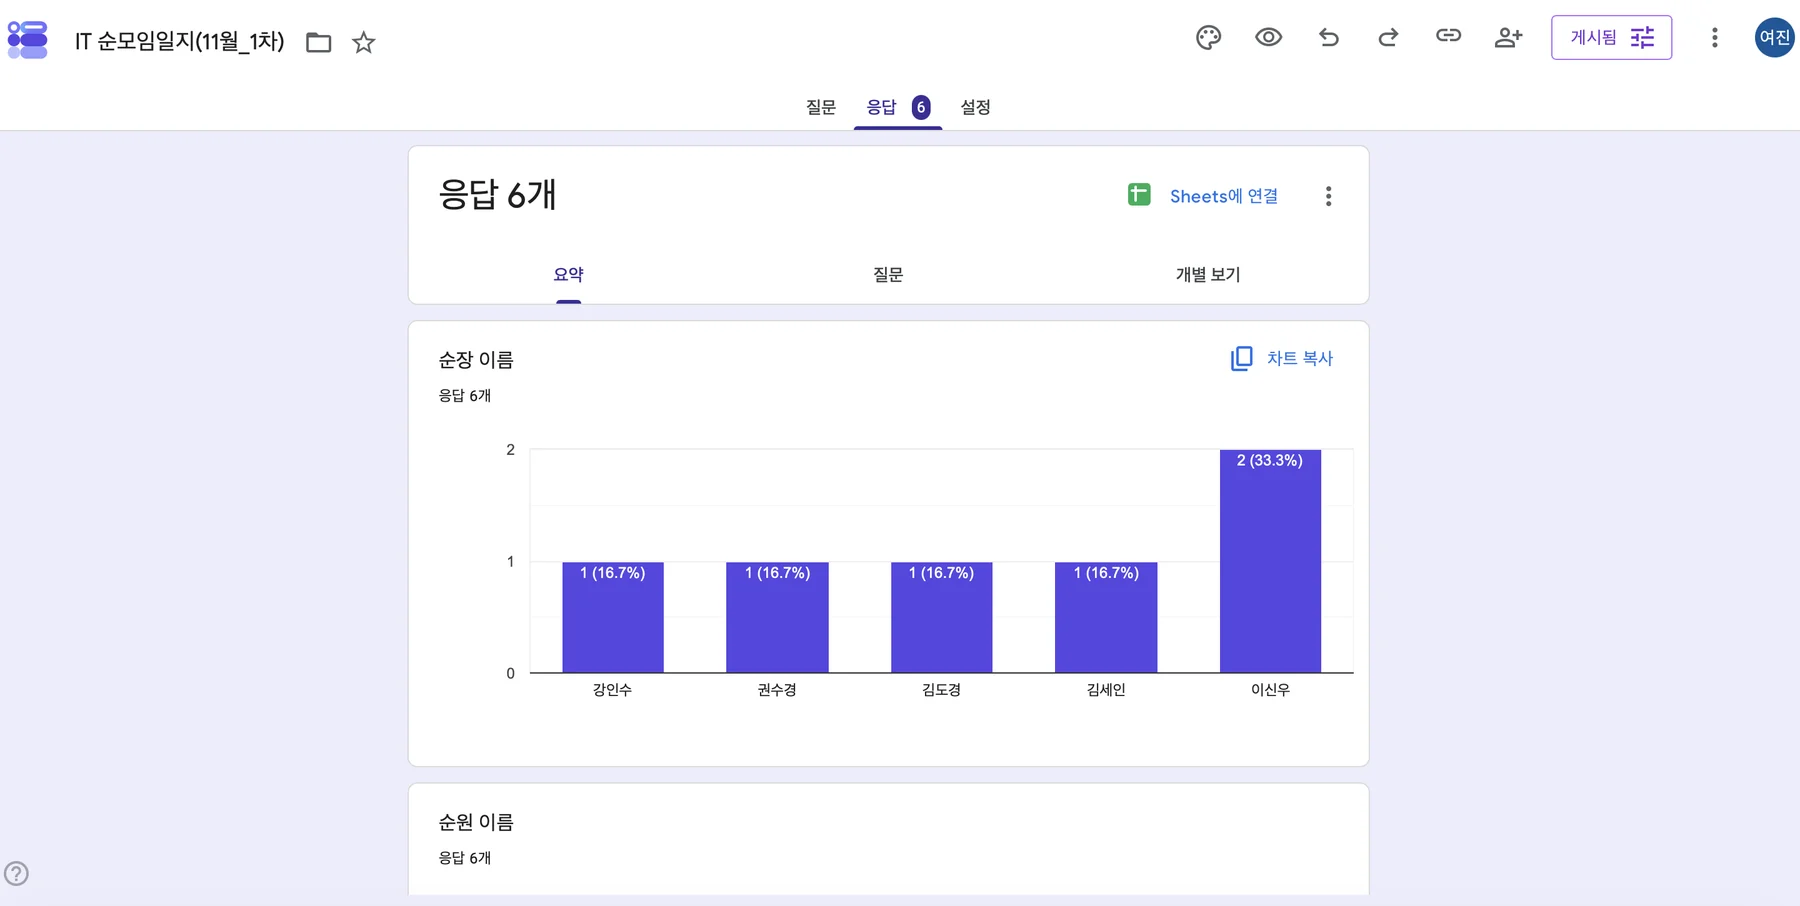 IT 순모임일지(11월_1차)
게시됨
여진
질문
응답 6
설정
응답 6개
Sheets에 연결
요약
질문
개별 보기
순장 이름
차트 복사
응답 6개
2
1
0
1 (16.7%)
1 (16.7%)
1 (16.7%)
1 (16.7%)
2 (33.3%)
강인수
권수경
김도경
김세인
이신우
순원 이름
응답 6개